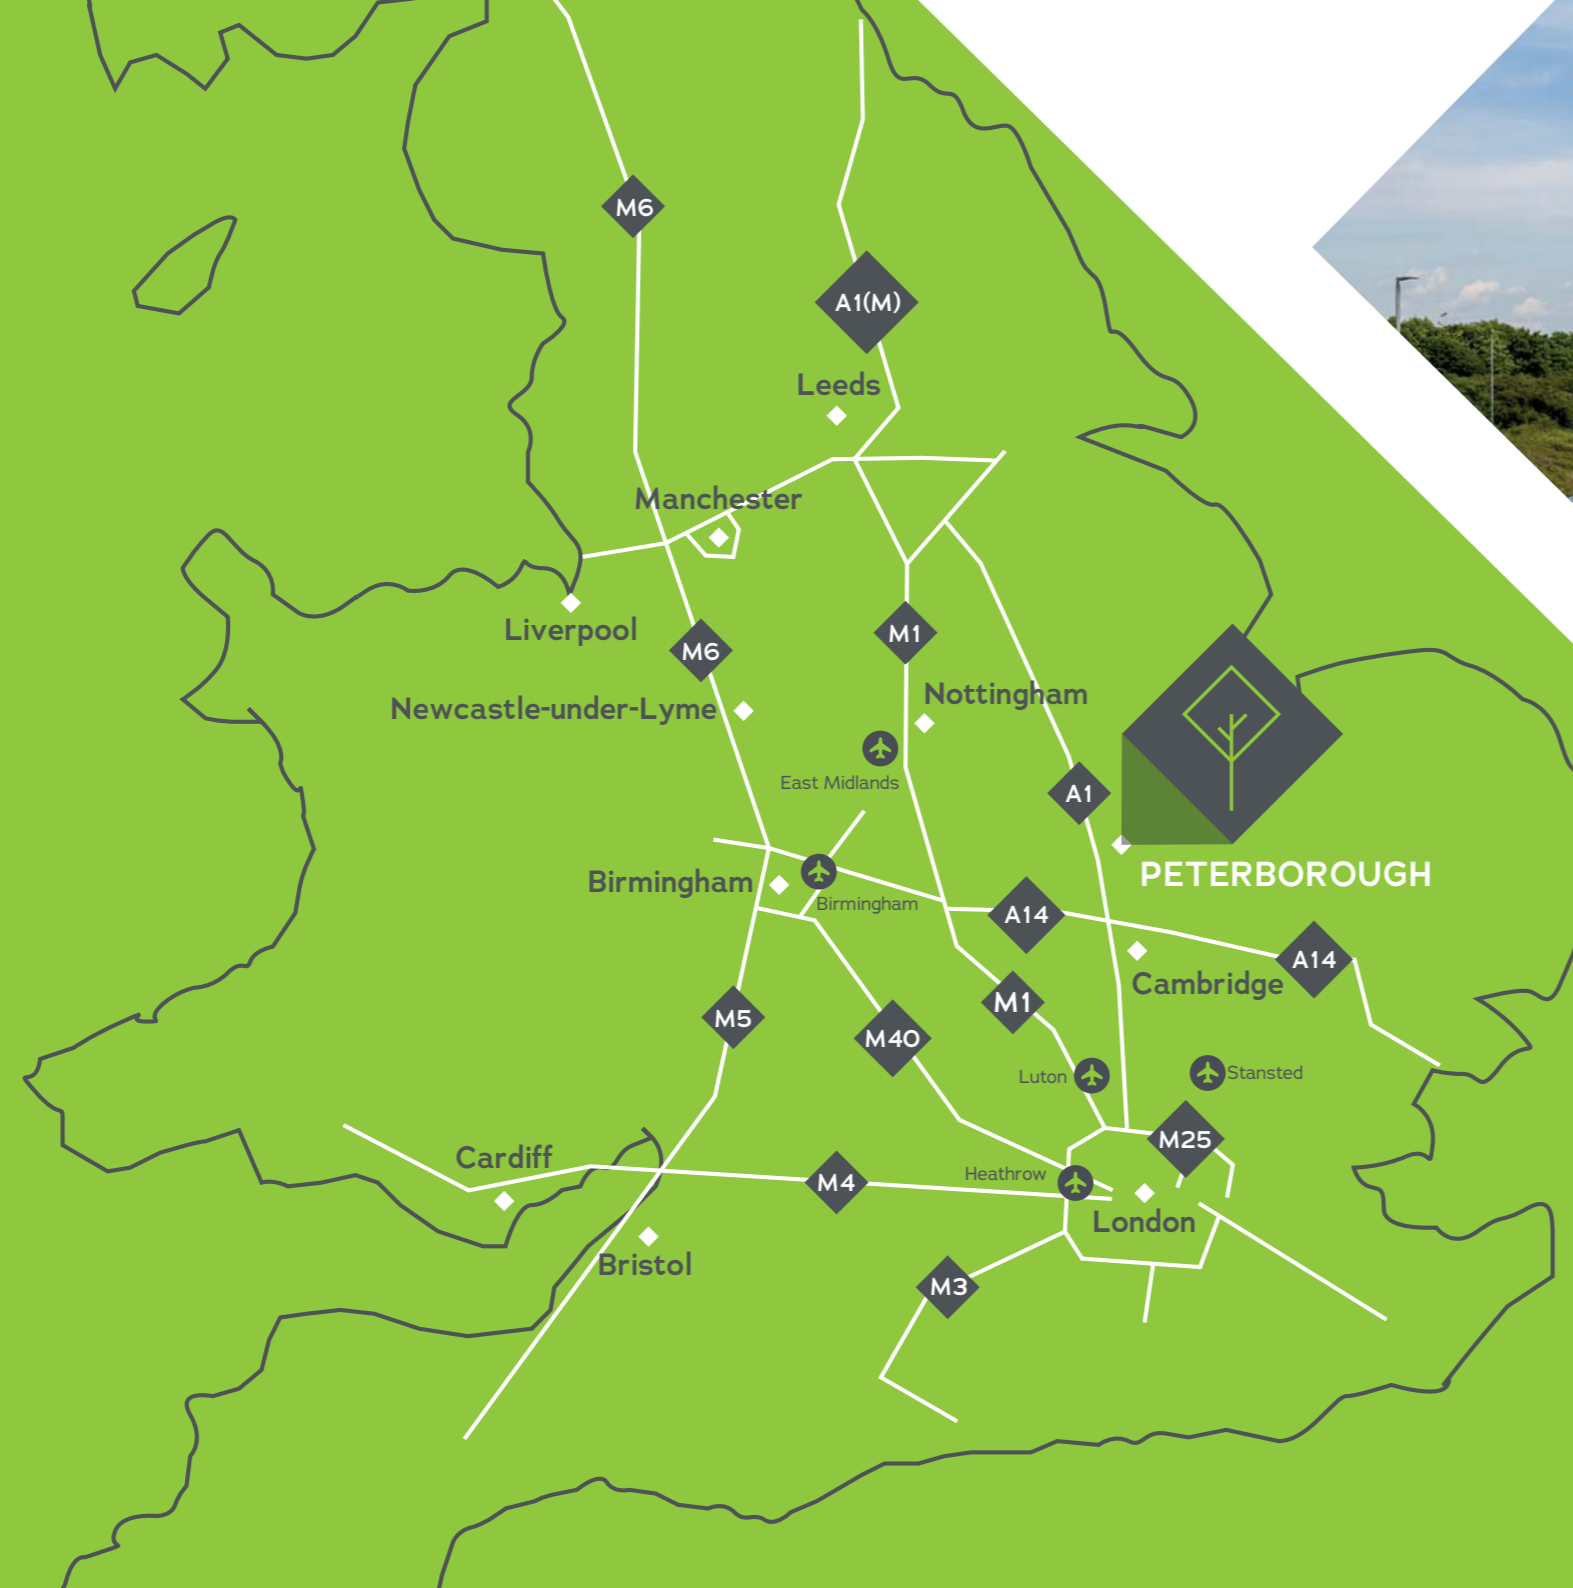 M6
A1(M)
Leeds
Manchester
Liverpool
M1
M6
Nottingham
Newcastle-under-Lyme
East Midlands
A1
PETERBOROUGH
Birmingham
Birmingham
A14
A14
Cambridge
M1
M5
M40
Luton
Stansted
M25
Cardiff
Heathrow
M4
London
Bristol
M3